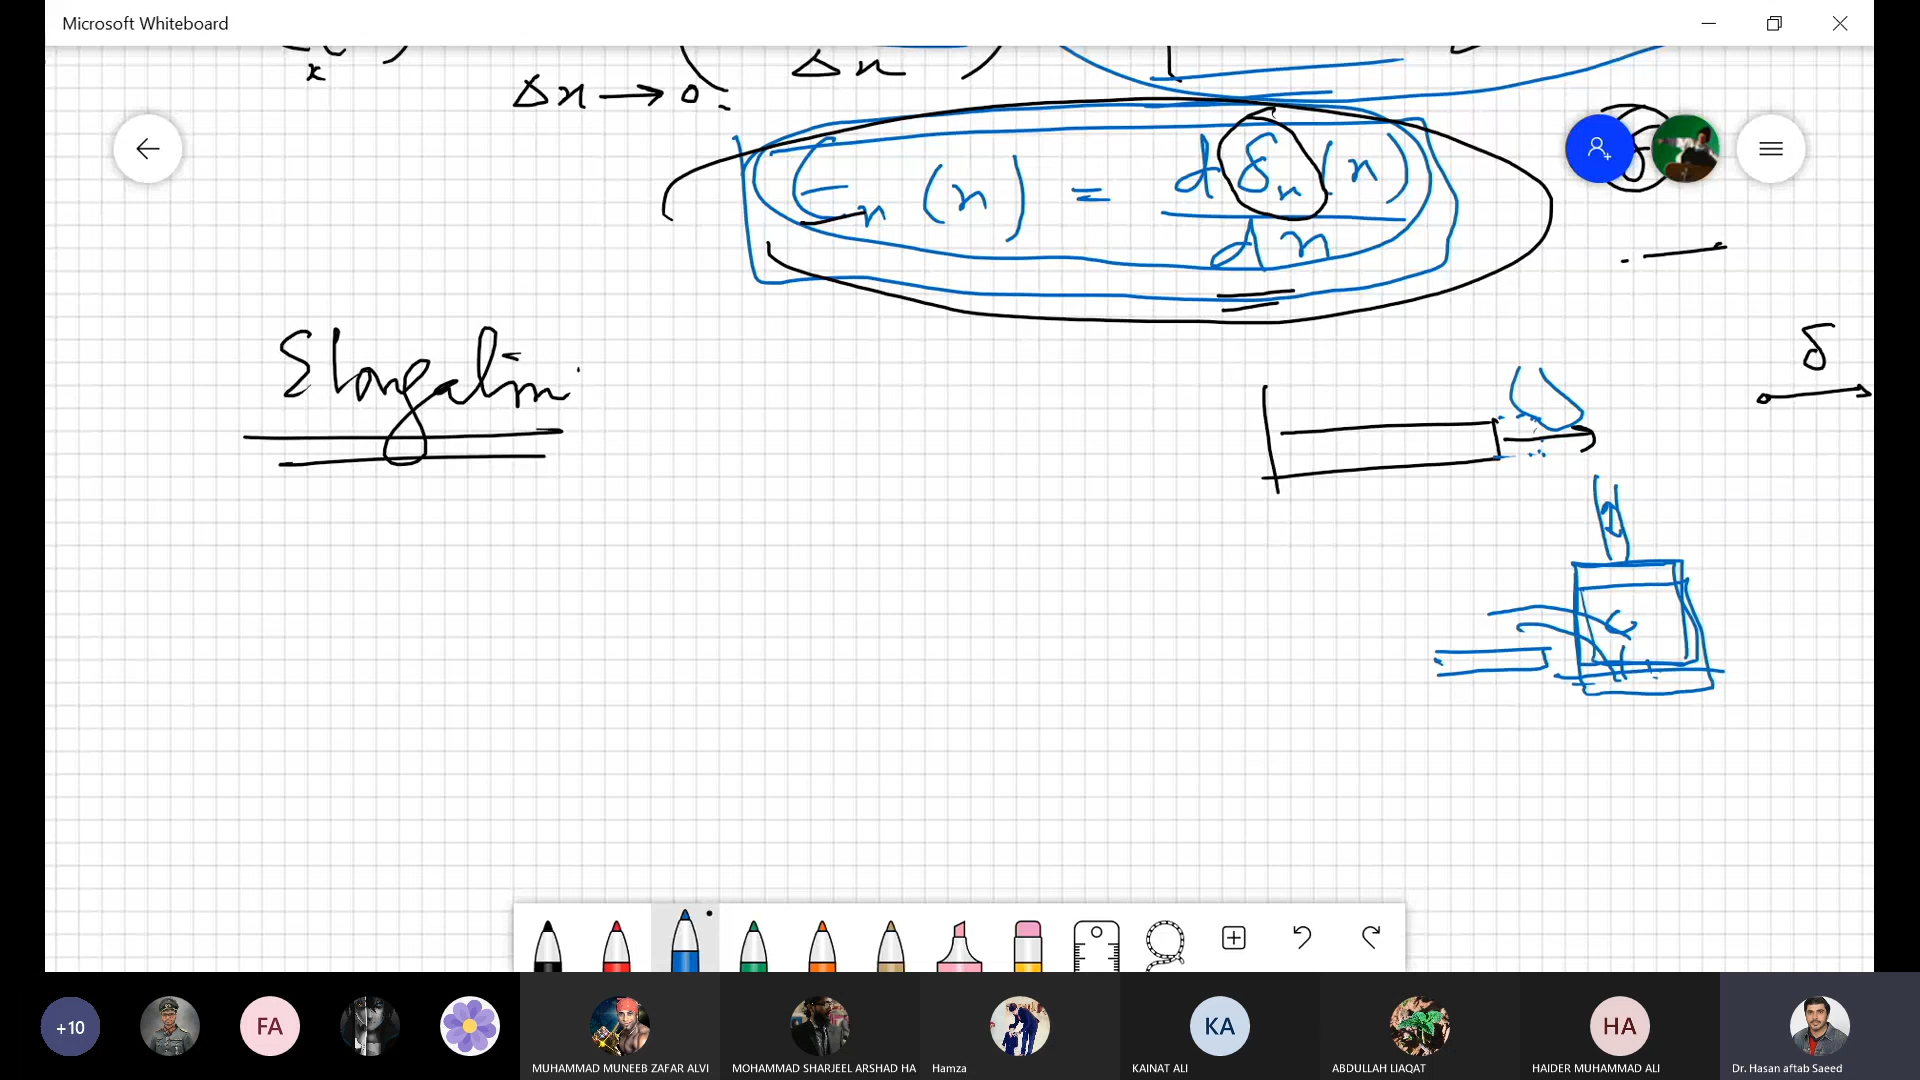 Microsoft Whiteboard
x
Δx
Δx → 0
ϵx (x) = dδx(x)
dx
Elongation
δ
+10
FA
KA
HA
MUHAMMAD MUNEEB ZAFAR ALVI
MOHAMMAD SHARJEEL ARSHAD HA
Hamza
KAINAT ALI
ABDULLAH LIAQAT
HAIDER MUHAMMAD ALI
Dr. Hasan aftab Saeed